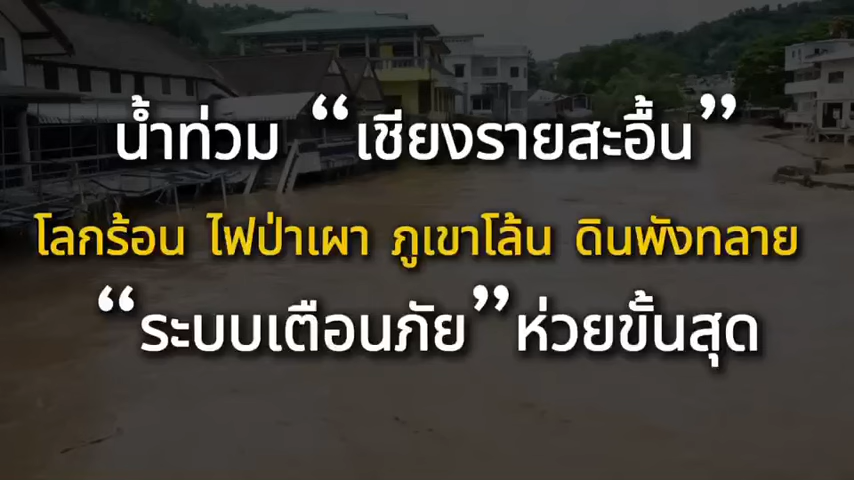 น้ำท่วม “เชียงรายสะอื้น”
โลกร้อน ไฟป่าเผา ภูเขาโล้น ดินพังทลาย
“ระบบเตือนภัย”ห่วยขั้นสุด